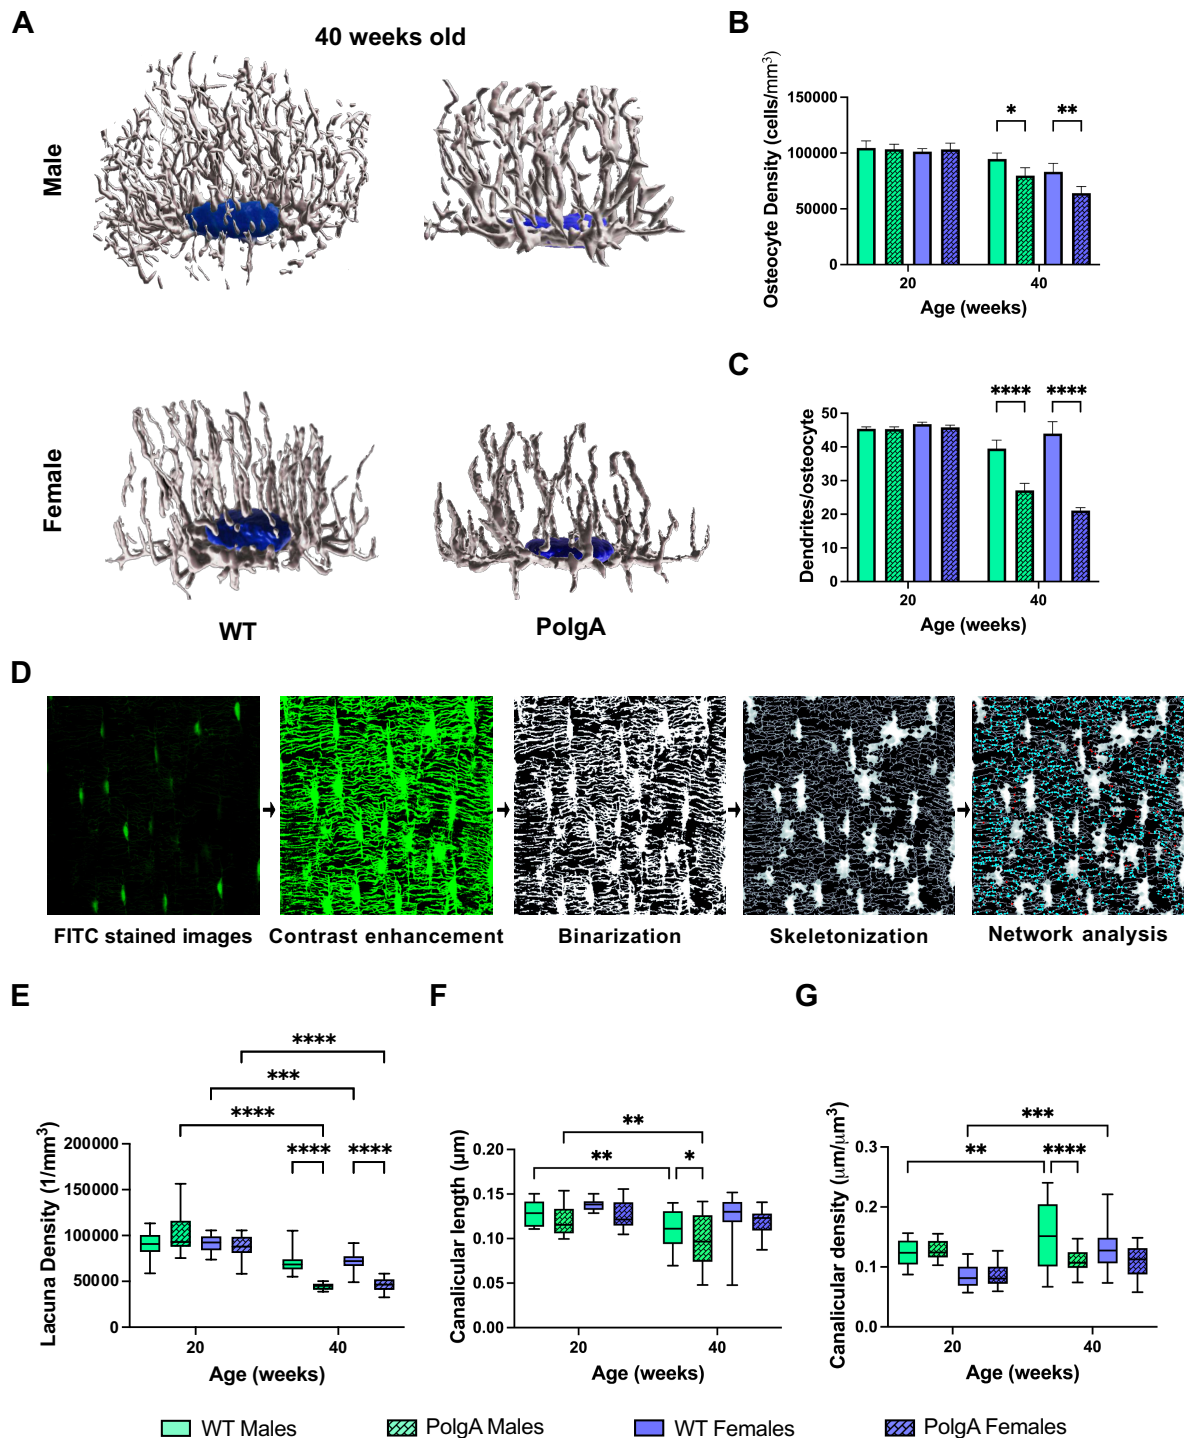 A
40 weeks old
Male
Female
WT
PolgA
B
Osteocyte Density (cells/mm³)
150000
100000
50000
0
*
**
20
40
Age (weeks)
C
Dendrites/osteocyte
50
40
30
20
10
0
****
****
20
40
Age (weeks)
D
FITC stained images
Contrast enhancement
Binarization
Skeletonization
Network analysis
E
Lacuna Density (1/mm³)
200000
150000
100000
50000
0
****
***
****
****
****
20
40
Age (weeks)
F
Canalicular length (μm)
0.20
0.15
0.10
0.05
0.00
**
**
*
20
40
Age (weeks)
G
Canalicular density (μm/μm³)
0.3
0.2
0.1
0.0
***
**
****
20
40
Age (weeks)
WT Males
PolgA Males
WT Females
PolgA Females